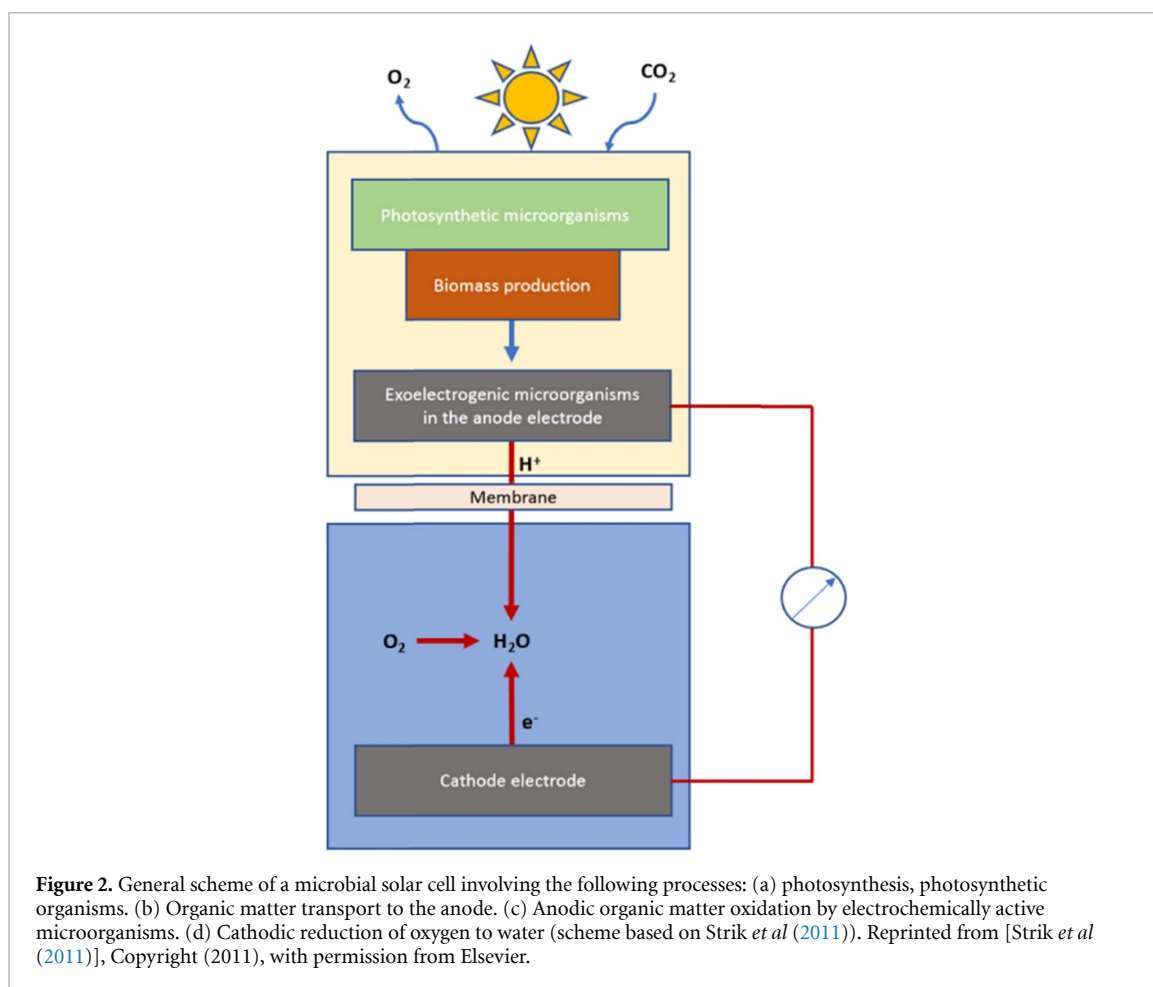 O₂
CO₂
Photosynthetic microorganisms
Biomass production
Exoelectrogenic microorganisms
in the anode electrode
H⁺
Membrane
O₂
H₂O
e⁻
Cathode electrode
Figure 2. General scheme of a microbial solar cell involving the following processes: (a) photosynthesis, photosynthetic
organisms. (b) Organic matter transport to the anode. (c) Anodic organic matter oxidation by electrochemically active
microorganisms. (d) Cathodic reduction of oxygen to water (scheme based on Strik et al (2011)). Reprinted from [Strik et al
(2011)], Copyright (2011), with permission from Elsevier.